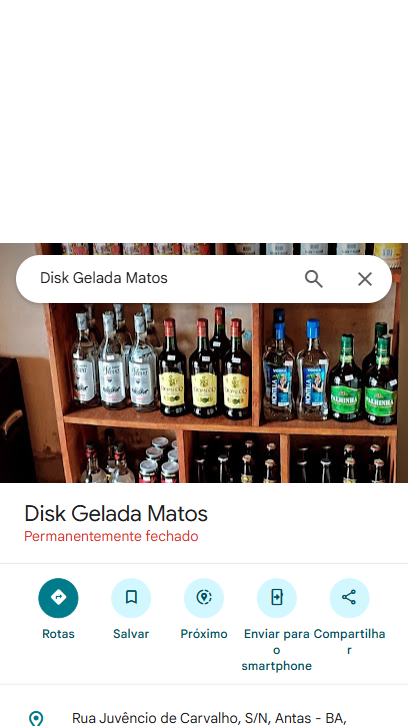 Disk Gelada Matos
Disk Gelada Matos
Permanentemente fechado
Rotas
Salvar
Próximo
Enviar para
o
smartphone
Compartilha
r
Rua Juvêncio de Carvalho, S/N, Antas - BA,